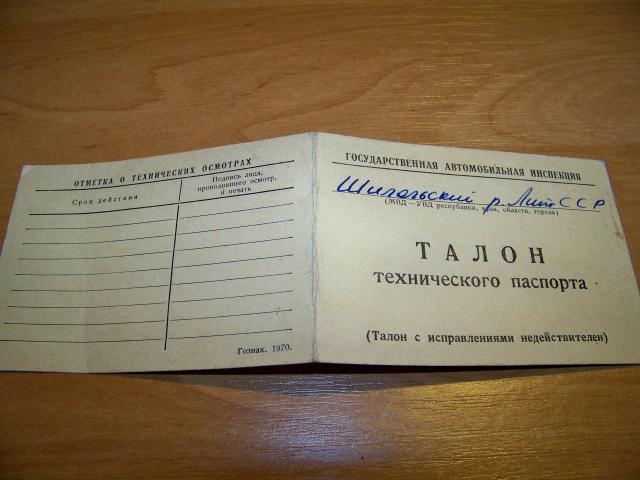 ОТМЕТКА О ТЕХНИЧЕСКИХ ОСМОТРАХ
Срок действия
Подпись лица,
проводившего осмотр,
и печать
Гознак. 1970.
ГОСУДАРСТВЕННАЯ АВТОМОБИЛЬНАЯ ИНСПЕКЦИЯ
Шилальский р. Лит ССР
(МВД—УВД республики, края, области, города)
ТАЛОН
технического паспорта
(Талон с исправлениями недействителен)